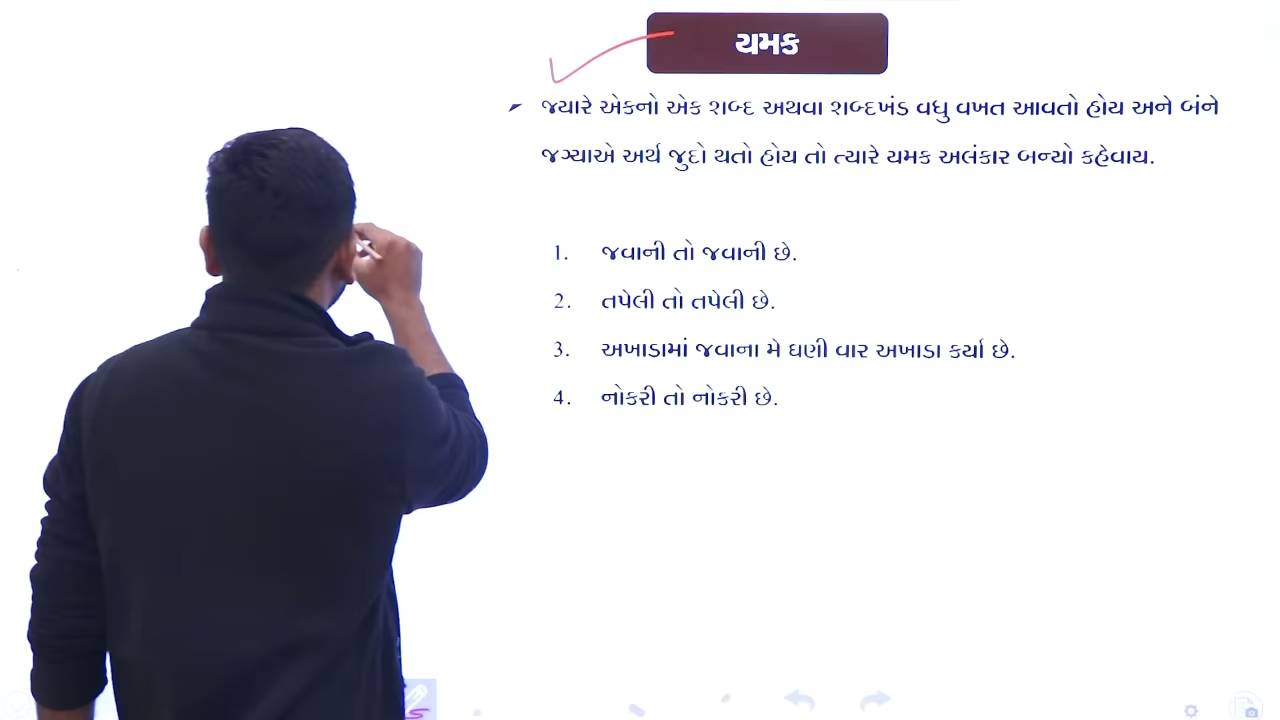 યમક
જ્યારે એકનો એક શબ્દ અથવા શબ્દખંડ વધુ વખત આવતો હોય અને બંને
જગ્યાએ અર્થ જુદો થતો હોય તો ત્યારે યમક અલંકાર બન્યો કહેવાય.
1. જવાની તો જવાની છે.
2. તપેલી તો તપેલી છે.
3. અખાડામાં જવાના મે ઘણી વાર અખાડા કર્યા છે.
4. નોકરી તો નોકરી છે.